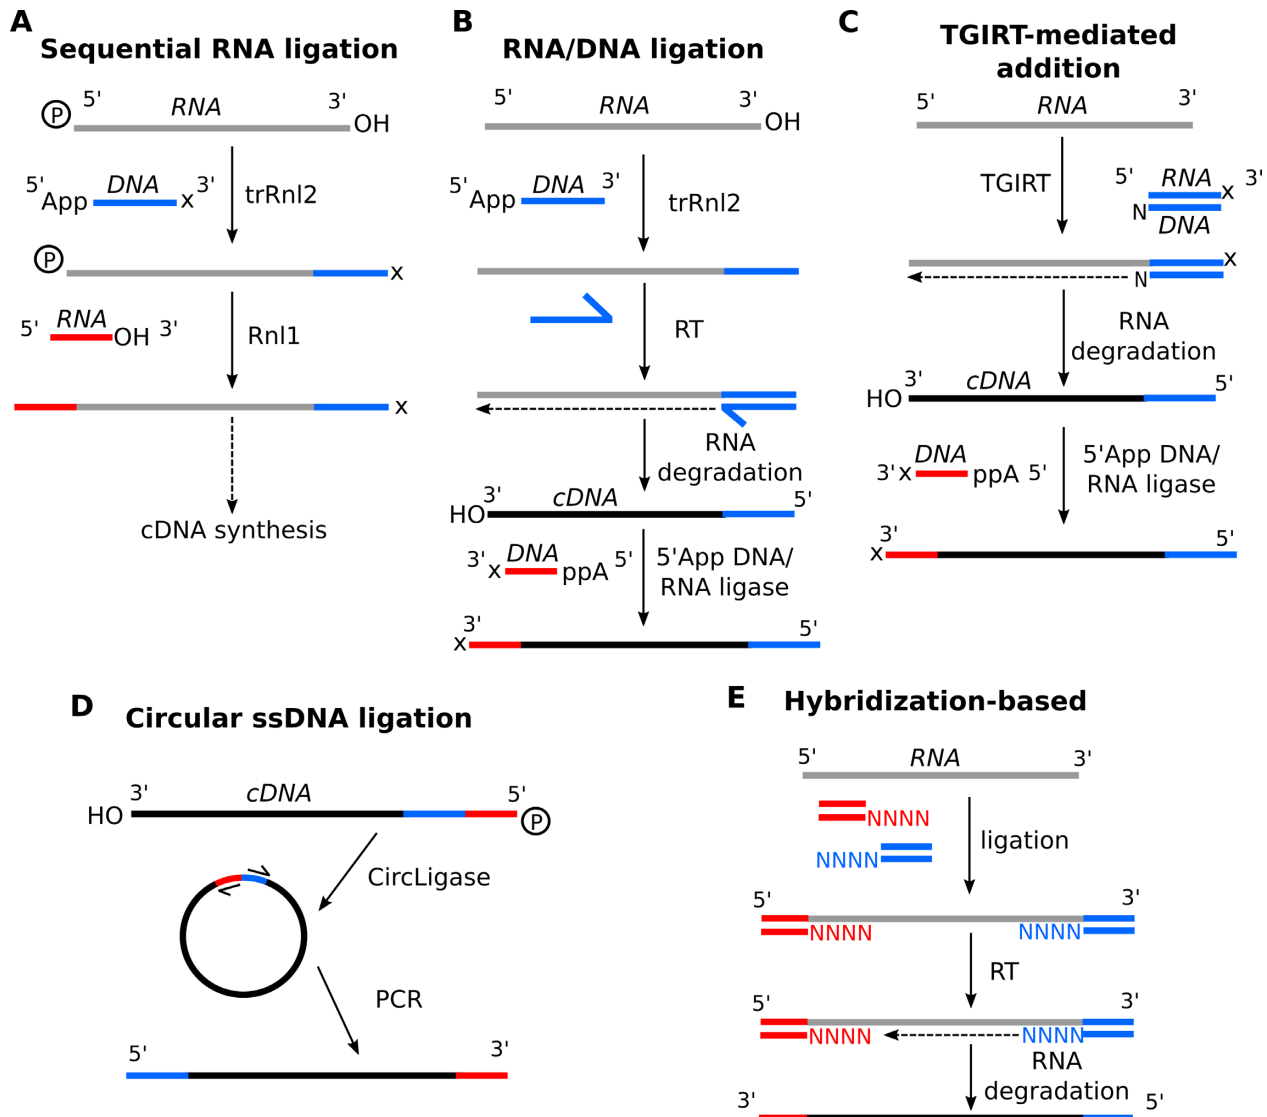 A
Sequential RNA ligation
5' RNA 3'
P OH
5' DNA 3'
App x trRnl2
P x
RNA
5' OH 3' Rnl1
x
cDNA synthesis
B
RNA/DNA ligation
5' RNA 3'
OH
5' DNA 3'
App trRnl2
RT
RNA
degradation
3' cDNA 5'
HO
3' x DNA ppA 5' 5'App DNA/
RNA ligase
3' 5'
x
C
TGIRT-mediated
addition
5' RNA 3'
TGIRT 5' RNA x 3'
N DNA
x
N
RNA
degradation
3' cDNA 5'
HO
DNA 5'App DNA/
3'x ppA 5' RNA ligase
3' 5'
x
D
Circular ssDNA ligation
3' cDNA 5'
HO P
CircLigase
PCR
5' 3'
E
Hybridization-based
5' RNA 3'
NNNN
NNNN
ligation
5' 3'
NNNN NNNN
RT
5' 3'
NNNN NNNN
RNA
degradation
3' 5'